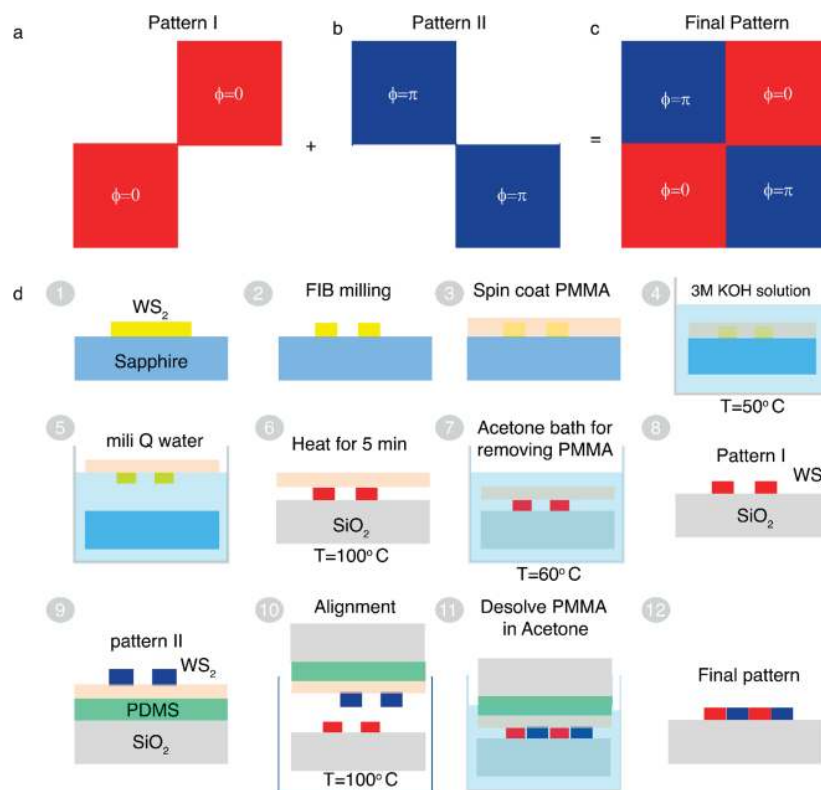 a
Pattern I
b
Pattern II
c
Final Pattern
ϕ=0
ϕ=0
+
ϕ=π
ϕ=π
=
ϕ=π
ϕ=0
ϕ=0
ϕ=π
d
1
WS₂
Sapphire
2
FIB milling
3
Spin coat PMMA
4
3M KOH solution
T=50° C
5
mili Q water
6
Heat for 5 min
SiO₂
T=100° C
7
Acetone bath for
removing PMMA
T=60° C
8
Pattern I
WS
SiO₂
9
pattern II
WS₂
PDMS
SiO₂
10
Alignment
T=100° C
11
Desolve PMMA
in Acetone
12
Final pattern